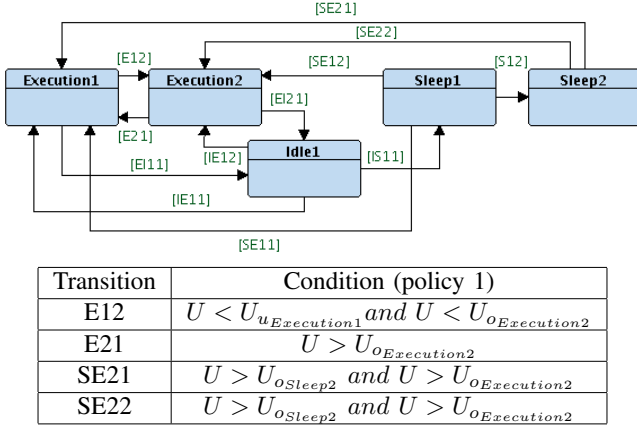 [SE21]
[SE22]
[E12]
[SE12]
[S12]
Execution1
Execution2
Sleep1
Sleep2
[EI21]
[E21]
[IE12]
Idle1
[EI11]
[IS11]
[IE11]
[SE11]
Transition Condition (policy 1)
E12 U < U_{u_{Execution1}} and U < U_{o_{Execution2}}
E21 U > U_{o_{Execution2}}
SE21 U > U_{o_{Sleep2}} and U > U_{o_{Execution2}}
SE22 U > U_{o_{Sleep2}} and U > U_{o_{Execution2}}